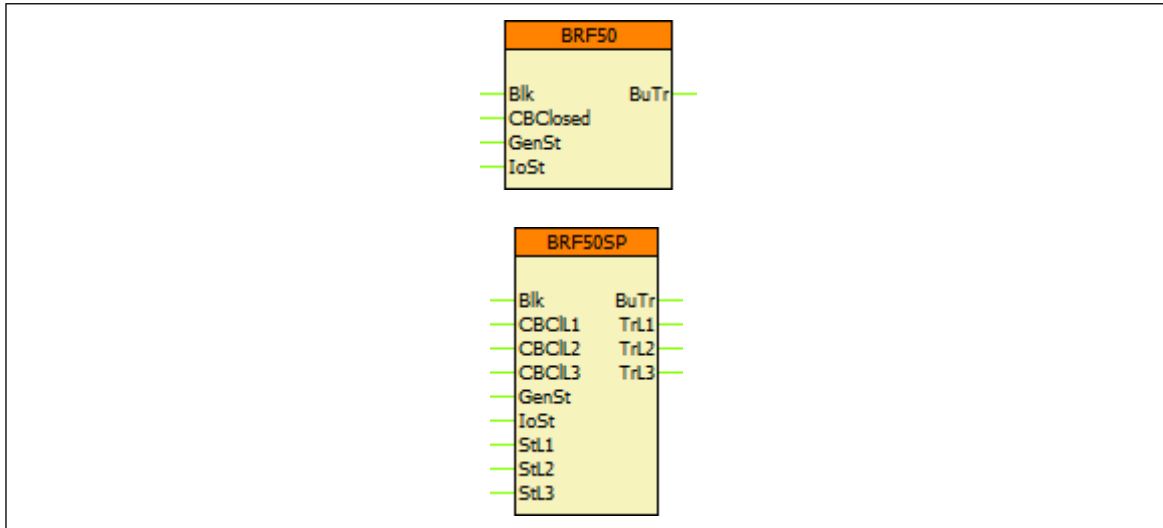 BRF50
Blk BuTr
CBClosed
GenSt
IoSt
BRF50SP
Blk BuTr
CBClL1 TrL1
CBClL2 TrL2
CBClL3 TrL3
GenSt
IoSt
StL1
StL2
StL3